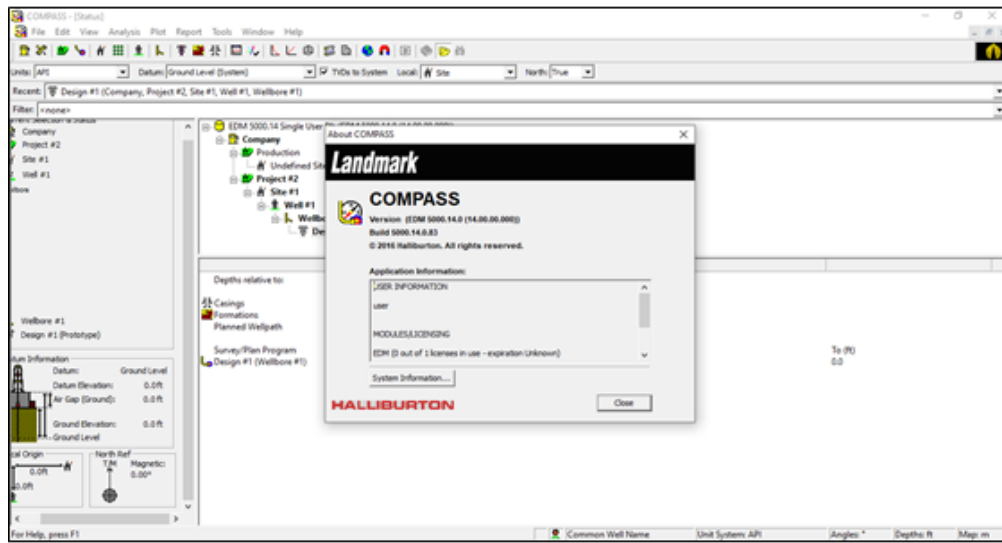 COMPASS - [Status]
File Edit View Analysis Plot Report Tools Window Help
Units: API Datum: Ground Level (System) TVDs to System Local: Site North: True
Recent: Design #1 (Company, Project #2, Site #1, Well #1, Wellbore #1)
Filter: <none>
Company
Project #2
Site #1
Well #1
Wellbore #1
Design #1 (Prototype)
Datum: Ground Level
Datum Elevation: 0.0ft
Air Gap (Ground): 0.0ft
Ground Elevation: 0.0ft
Ground Level
North Ref
0.0ft
T/M
Magnetic:
0.00°
EDM 5000.14 Single User
Company
Production
Undefined
Project #2
Site #1
Well #1
Depths relative to:
Casings
Formations
Planned Wellpath
Survey/Plan Program
Design #1 (Wellbore #1)
To (ft)
0.0
About COMPASS
Landmark
COMPASS
Version (EDM 5000.14.0 (14.00.00.000))
Build 5000.14.0.83
© 2016 Halliburton. All rights reserved.
Application Information:
USER INFORMATION
user
MODULES/LICENSING
EDM (0 out of 1 licenses in use - expiration Unknown)
System Information...
HALLIBURTON
Close
For Help, press F1
Common Well Name
Unit System: API
Angles: °
Depths: ft
Map: m